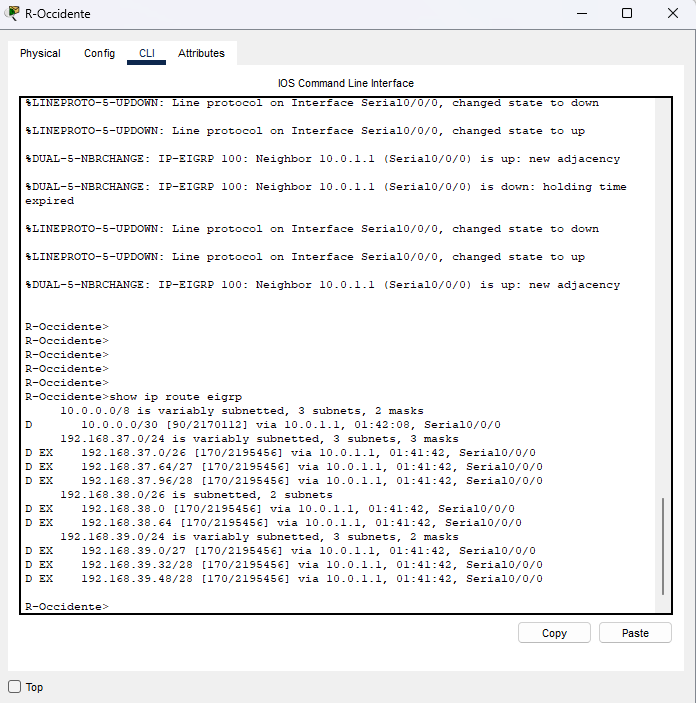 R-Occidente
Physical Config CLI Attributes
IOS Command Line Interface
%LINEPROTO-5-UPDOWN: Line protocol on Interface Serial0/0/0, changed state to down
%LINEPROTO-5-UPDOWN: Line protocol on Interface Serial0/0/0, changed state to up
%DUAL-5-NBRCHANGE: IP-EIGRP 100: Neighbor 10.0.1.1 (Serial0/0/0) is up: new adjacency
%DUAL-5-NBRCHANGE: IP-EIGRP 100: Neighbor 10.0.1.1 (Serial0/0/0) is down: holding time
expired
%LINEPROTO-5-UPDOWN: Line protocol on Interface Serial0/0/0, changed state to down
%LINEPROTO-5-UPDOWN: Line protocol on Interface Serial0/0/0, changed state to up
%DUAL-5-NBRCHANGE: IP-EIGRP 100: Neighbor 10.0.1.1 (Serial0/0/0) is up: new adjacency
R-Occidente>
R-Occidente>
R-Occidente>
R-Occidente>
R-Occidente>
R-Occidente>show ip route eigrp
10.0.0.0/8 is variably subnetted, 3 subnets, 2 masks
D 10.0.0.0/30 [90/2170112] via 10.0.1.1, 01:42:08, Serial0/0/0
192.168.37.0/24 is variably subnetted, 3 subnets, 3 masks
D EX 192.168.37.0/26 [170/2195456] via 10.0.1.1, 01:41:42, Serial0/0/0
D EX 192.168.37.64/27 [170/2195456] via 10.0.1.1, 01:41:42, Serial0/0/0
D EX 192.168.37.96/28 [170/2195456] via 10.0.1.1, 01:41:42, Serial0/0/0
192.168.38.0/26 is subnetted, 2 subnets
D EX 192.168.38.0 [170/2195456] via 10.0.1.1, 01:41:42, Serial0/0/0
D EX 192.168.38.64 [170/2195456] via 10.0.1.1, 01:41:42, Serial0/0/0
192.168.39.0/24 is variably subnetted, 3 subnets, 2 masks
D EX 192.168.39.0/27 [170/2195456] via 10.0.1.1, 01:41:42, Serial0/0/0
D EX 192.168.39.32/28 [170/2195456] via 10.0.1.1, 01:41:42, Serial0/0/0
D EX 192.168.39.48/28 [170/2195456] via 10.0.1.1, 01:41:42, Serial0/0/0
R-Occidente>
Copy Paste
Top